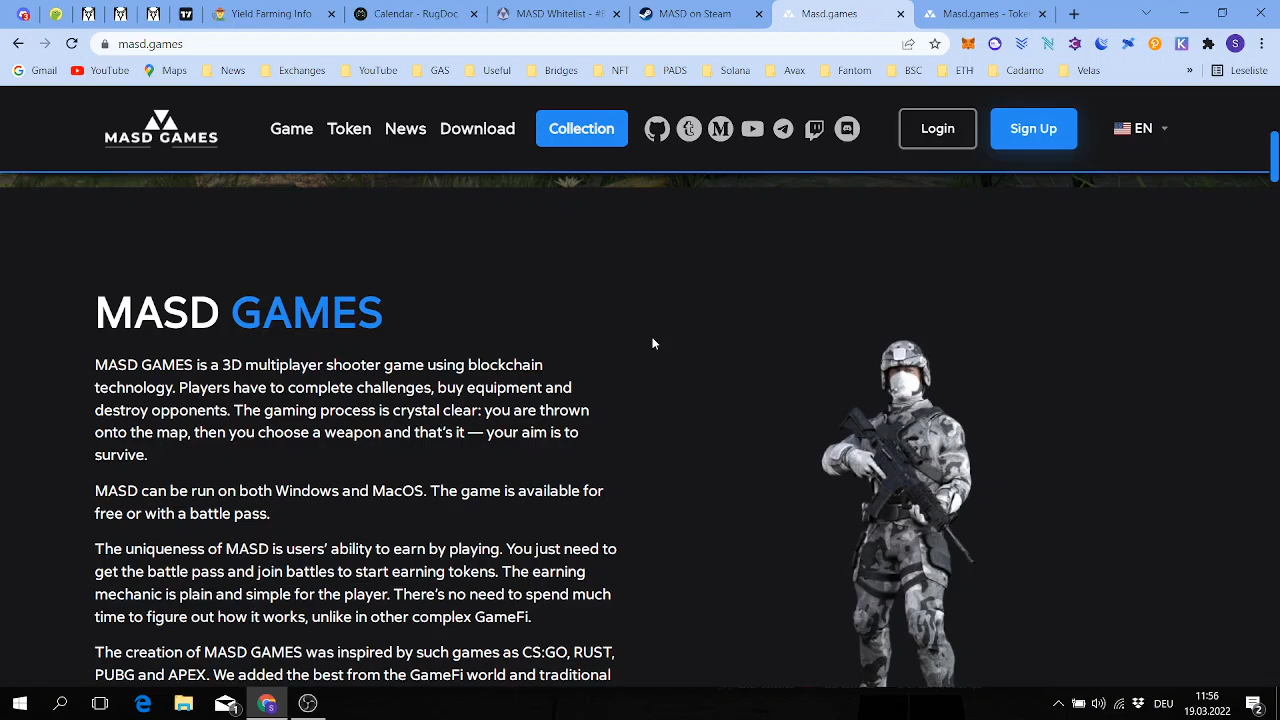 Yield Farming Info
Calendar - RugDoc
MASD Whitelist - #
MASD on Steam
Masd.games
Masd.games - Toke
masd.games
Gmail
YouTube
Maps
News
Exchanges
YouTube
GAS
Useful
Bridges
NFT
PADS
Solana
Avax
Fantom
BSC
ETH
Cadarno
Velas
»
Leseliste
MASD GAMES
Game
Token
News
Download
Collection
Login
Sign Up
EN
MASD GAMES
MASD GAMES is a 3D multiplayer shooter game using blockchain
technology. Players have to complete challenges, buy equipment and
destroy opponents. The gaming process is crystal clear: you are thrown
onto the map, then you choose a weapon and that's it — your aim is to
survive.
MASD can be run on both Windows and MacOS. The game is available for
free or with a battle pass.
The uniqueness of MASD is users' ability to earn by playing. You just need to
get the battle pass and join battles to start earning tokens. The earning
mechanic is plain and simple for the player. There's no need to spend much
time to figure out how it works, unlike in other complex GameFi.
The creation of MASD GAMES was inspired by such games as CS:GO, RUST,
PUBG and APEX. We added the best from the GameFi world and traditional
DEU
11:56
19.03.2022